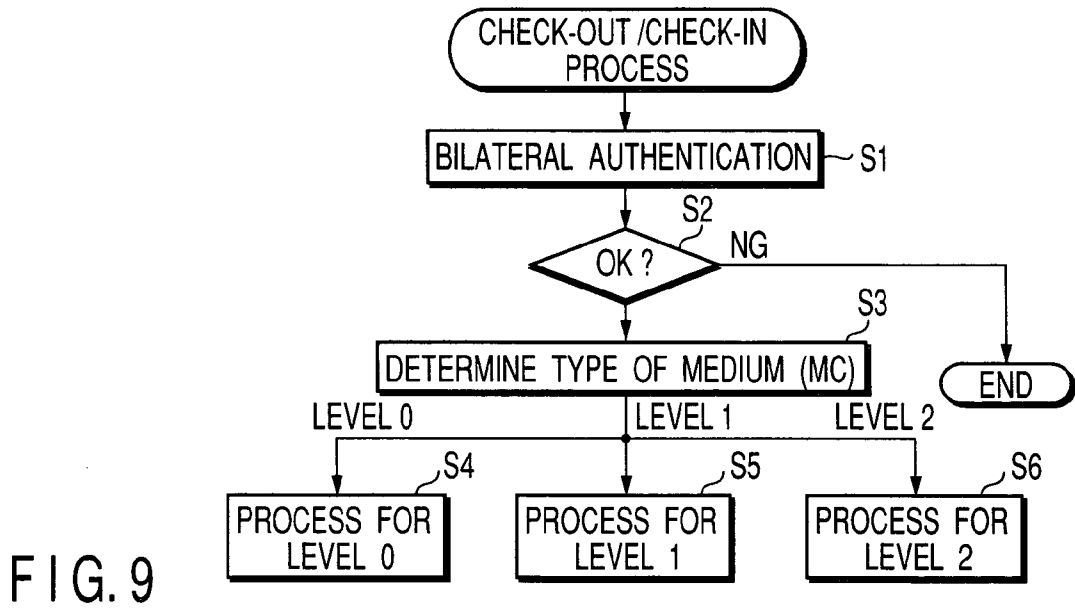 CHECK-OUT /CHECK-IN
PROCESS
BILATERAL AUTHENTICATION
S1
S2
OK ?
NG
S3
DETERMINE TYPE OF MEDIUM (MC)
END
LEVEL 0
LEVEL 1
LEVEL 2
S4
S5
S6
PROCESS FOR
LEVEL 0
PROCESS FOR
LEVEL 1
PROCESS FOR
LEVEL 2
FIG. 9